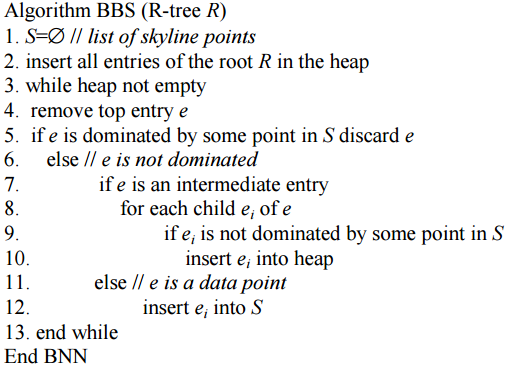 Algorithm BBS (R-tree R)
1. S=∅ // list of skyline points
2. insert all entries of the root R in the heap
3. while heap not empty
4. remove top entry e
5. if e is dominated by some point in S discard e
6. else // e is not dominated
7. if e is an intermediate entry
8. for each child eᵢ of e
9. if eᵢ is not dominated by some point in S
10. insert eᵢ into heap
11. else // e is a data point
12. insert eᵢ into S
13. end while
End BNN